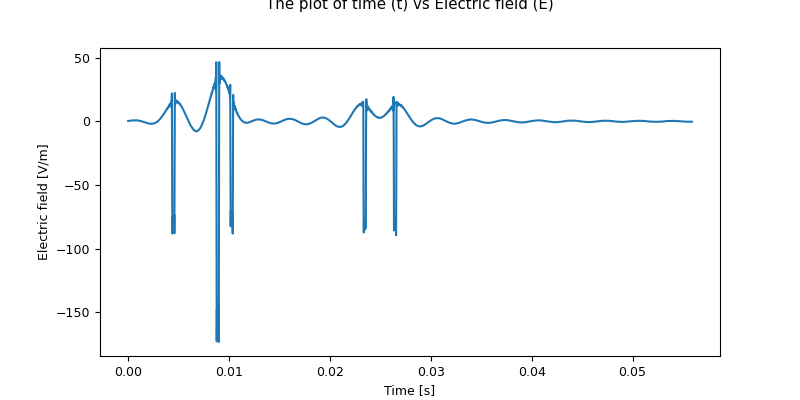 The plot of time (t) vs Electric field (E)
50
0
−50
−100
−150
Electric field [V/m]
0.00 0.01 0.02 0.03 0.04 0.05
Time [s]